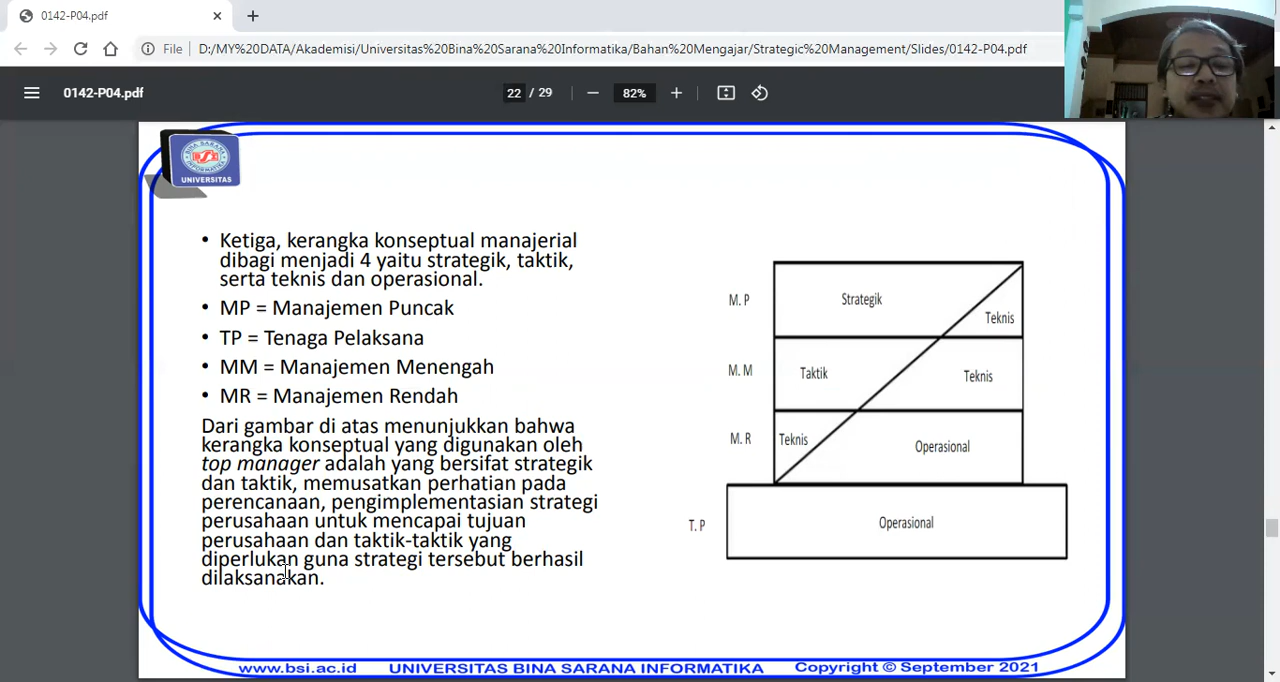 0142-P04.pdf
File
D:/MY%20DATA/Akademisi/Universitas%20Bina%20Sarana%20Informatika/Bahan%20Mengajar/Strategic%20Management/Slides/0142-P04.pdf
0142-P04.pdf
22 / 29
82%
UNIVERSITAS
• Ketiga, kerangka konseptual manajerial
dibagi menjadi 4 yaitu strategik, taktik,
serta teknis dan operasional.
• MP = Manajemen Puncak
• TP = Tenaga Pelaksana
• MM = Manajemen Menengah
• MR = Manajemen Rendah
Dari gambar di atas menunjukkan bahwa
kerangka konseptual yang digunakan oleh
top manager adalah yang bersifat strategik
dan taktik, memusatkan perhatian pada
perencanaan, pengimplementasian strategi
perusahaan untuk mencapai tujuan
perusahaan dan taktik-taktik yang
diperlukan guna strategi tersebut berhasil
dilaksanakan.
M. P
Strategik
Teknis
M. M
Taktik
Teknis
M. R
Teknis
Operasional
T. P
Operasional
www.bsi.ac.id
UNIVERSITAS BINA SARANA INFORMATIKA
Copyright © September 2021